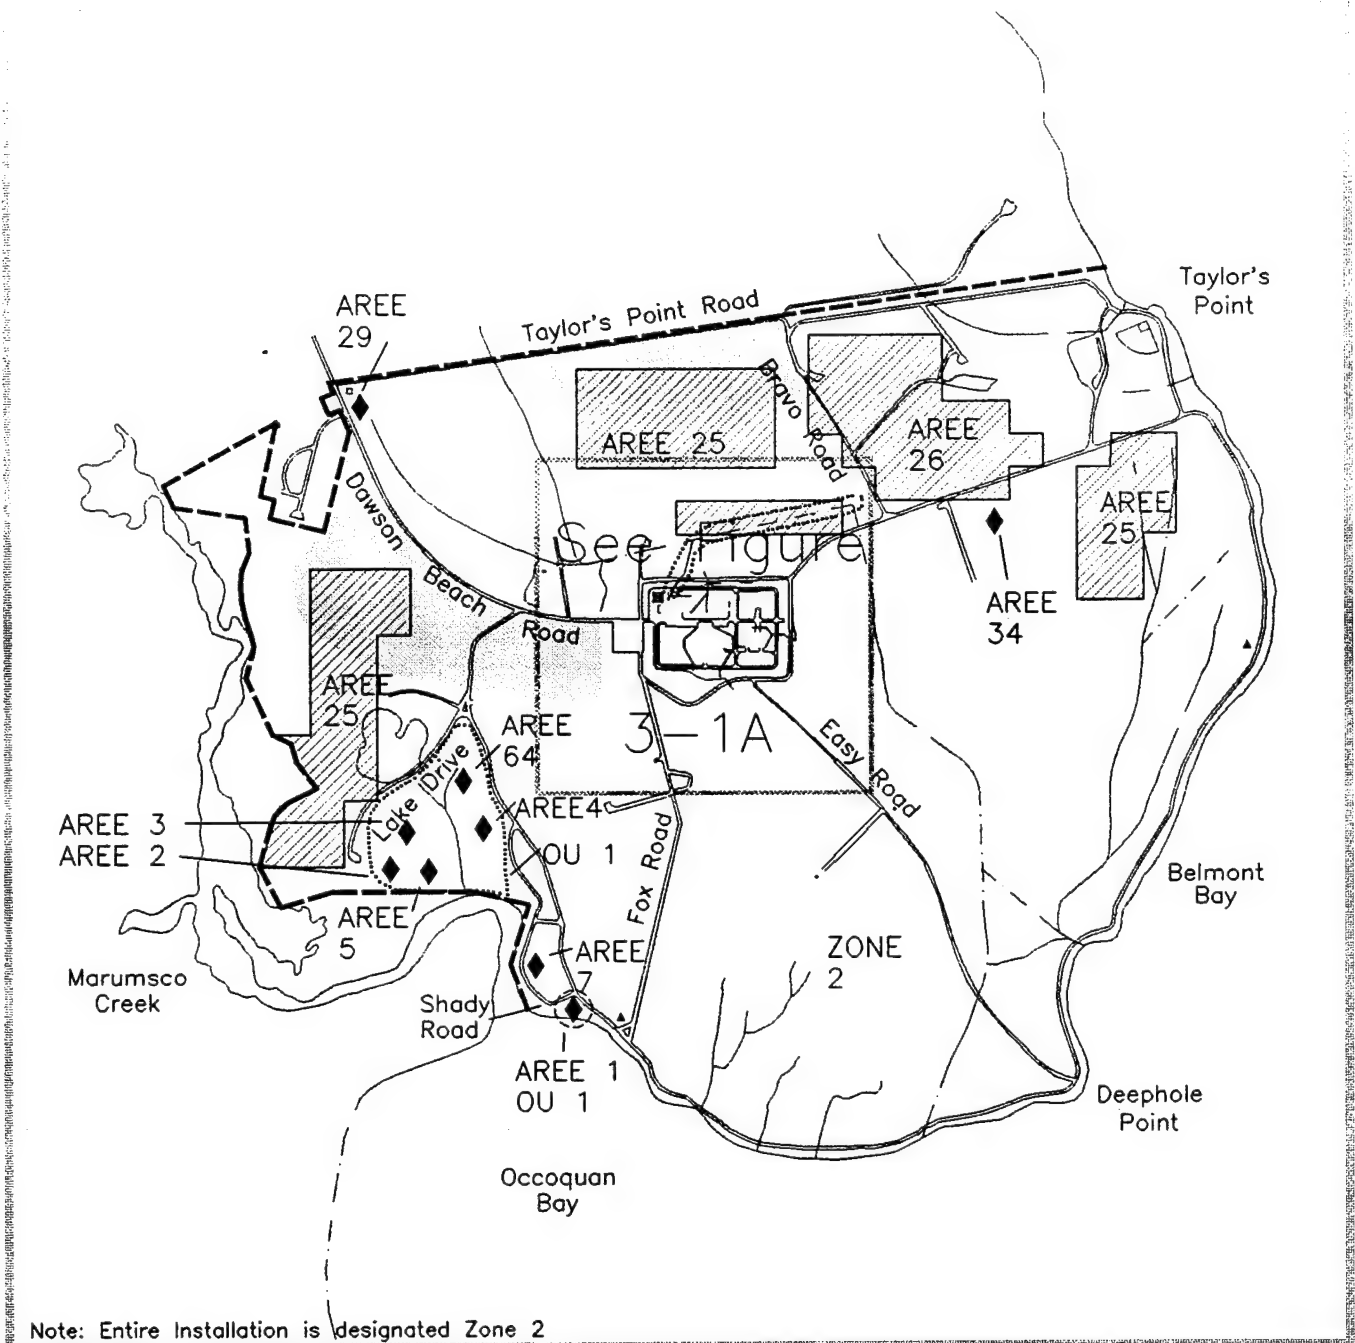 Taylor's
Point
AREE
29
Taylor's Point Road
Bravo Road
AREE 25
AREE
26
AREE
25
Dawson
Beach
Road
See Figure
3-1A
AREE
34
AREE
25
AREE
64
Lake Drive
Easy Road
AREE 3
AREE4
AREE 2
OU 1
Fox Road
Belmont
Bay
AREE
5
AREE
7
ZONE
2
Marumsco
Creek
Shady
Road
AREE 1
OU 1
Deephole
Point
Occoquan
Bay
Note: Entire Installation is designated Zone 2